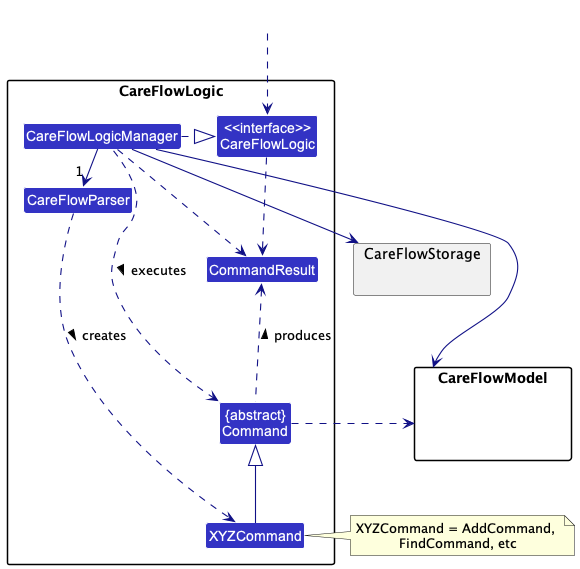 CareFlowLogic
<<interface>>
CareFlowLogic
CareFlowLogicManager
1
CareFlowParser
CareFlowStorage
CommandResult
executes
creates
produces
CareFlowModel
{abstract}
Command
XYZCommand
XYZCommand = AddCommand,
FindCommand, etc